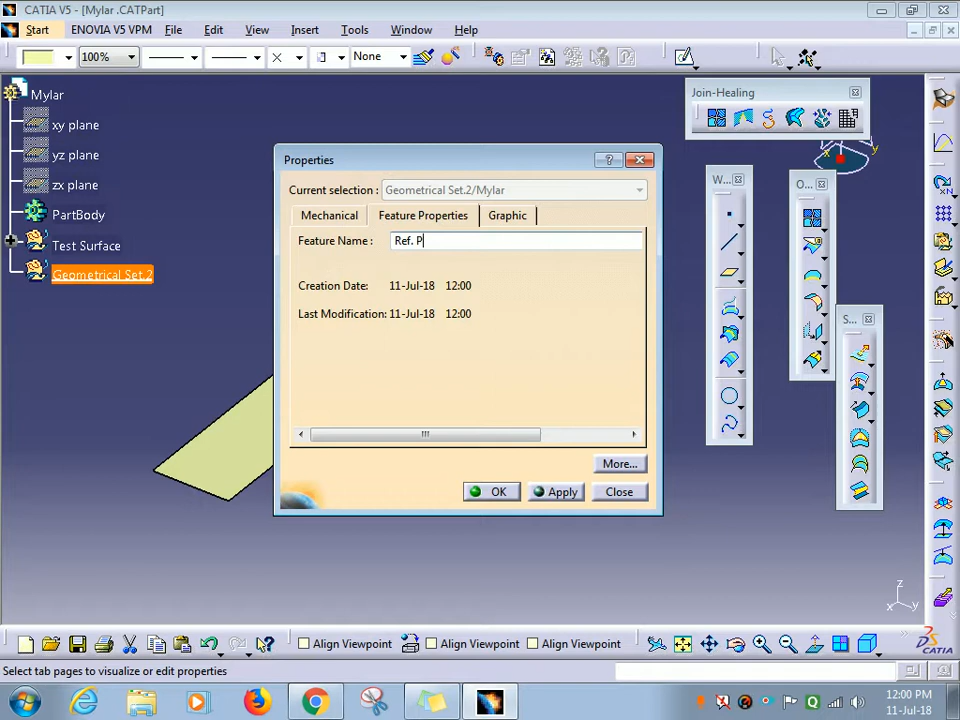 CATIA V5 - [Mylar .CATPart]
Start ENOVIA V5 VPM File Edit View Insert Tools Window Help
100% None
Mylar
xy plane
yz plane
zx plane
PartBody
Test Surface
Geometrical Set.2
Join-Healing
W...
O...
S...
x y
Properties
Current selection : Geometrical Set.2/Mylar
Mechanical Feature Properties Graphic
Feature Name : Ref. P
Creation Date: 11-Jul-18 12:00
Last Modification: 11-Jul-18 12:00
More...
OK Apply Close
z
x y
Align Viewpoint Align Viewpoint Align Viewpoint
CATIA
Select tab pages to visualize or edit properties
12:00 PM
11-Jul-18